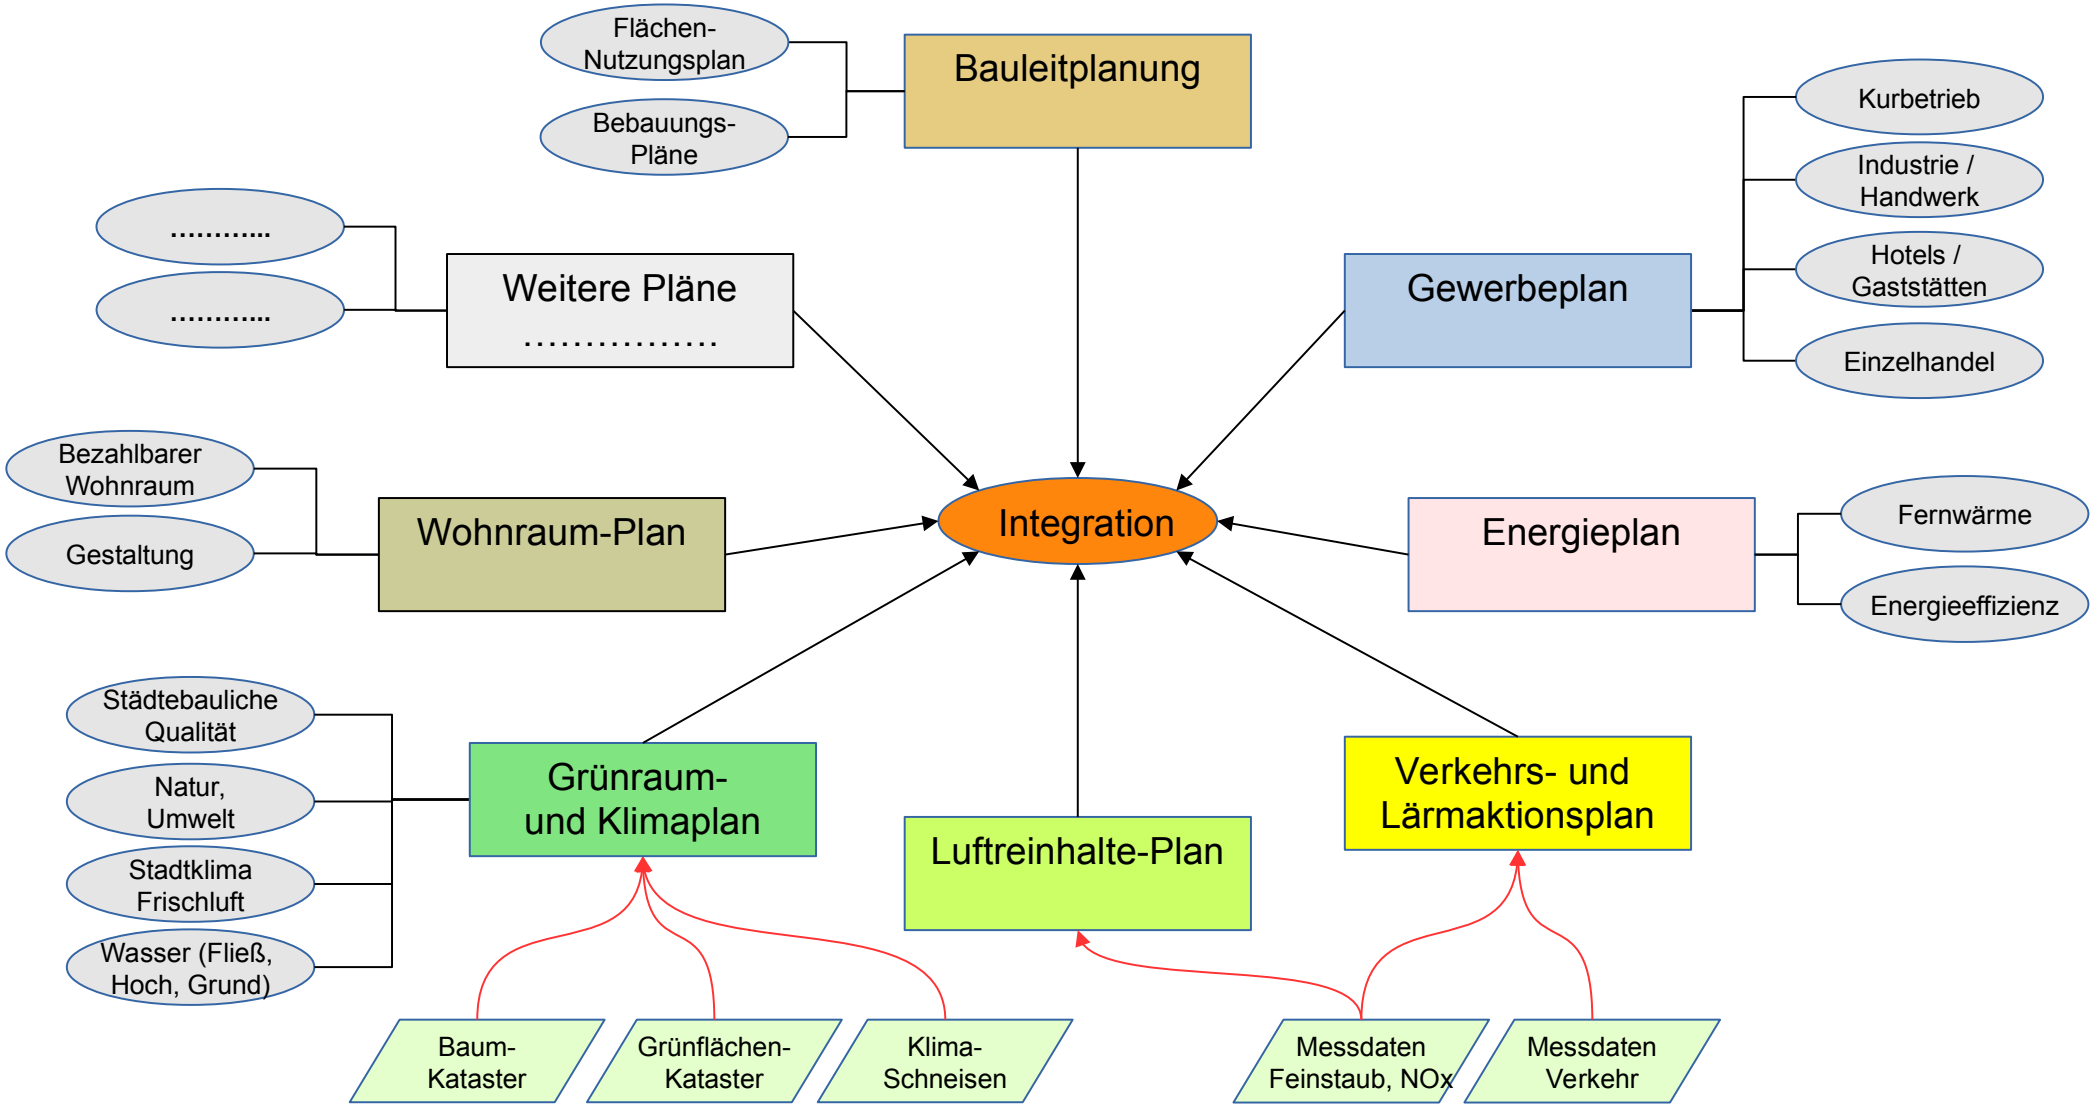 Flächen-
Nutzungsplan
Bauleitplanung
Bebauungs-
Pläne
Kurbetrieb
Industrie /
Handwerk
Hotels /
Gaststätten
Einzelhandel
Gewerbeplan
………...
………...
Weitere Pläne
…………….
Bezahlbarer
Wohnraum
Gestaltung
Wohnraum-Plan
Integration
Energieplan
Fernwärme
Energieeffizienz
Städtebauliche
Qualität
Natur,
Umwelt
Stadtklima
Frischluft
Wasser (Fließ,
Hoch, Grund)
Grünraum-
und Klimaplan
Luftreinhalte-Plan
Verkehrs- und
Lärmaktionsplan
Baum-
Kataster
Grünflächen-
Kataster
Klima-
Schneisen
Messdaten
Feinstaub, NOx
Messdaten
Verkehr